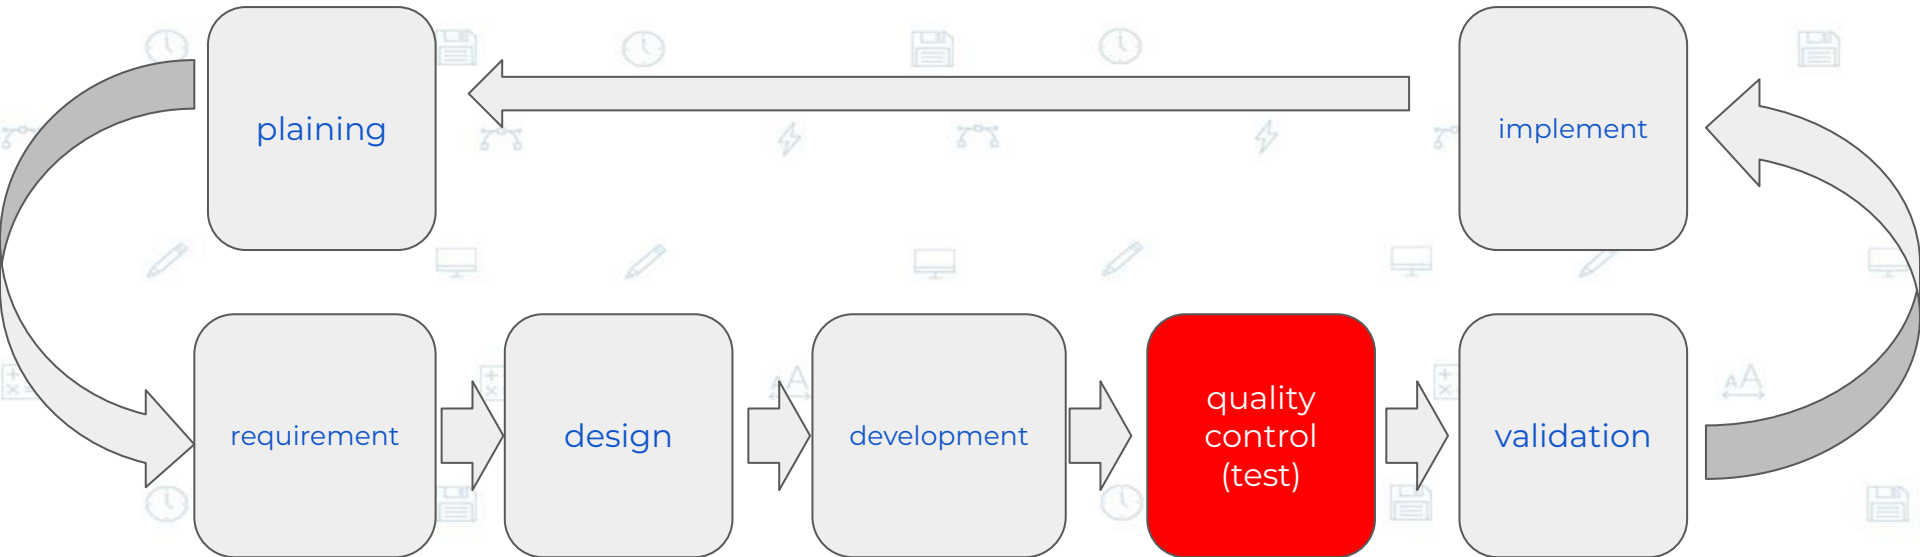 plaining
implement
requirement
design
development
quality
control
(test)
validation